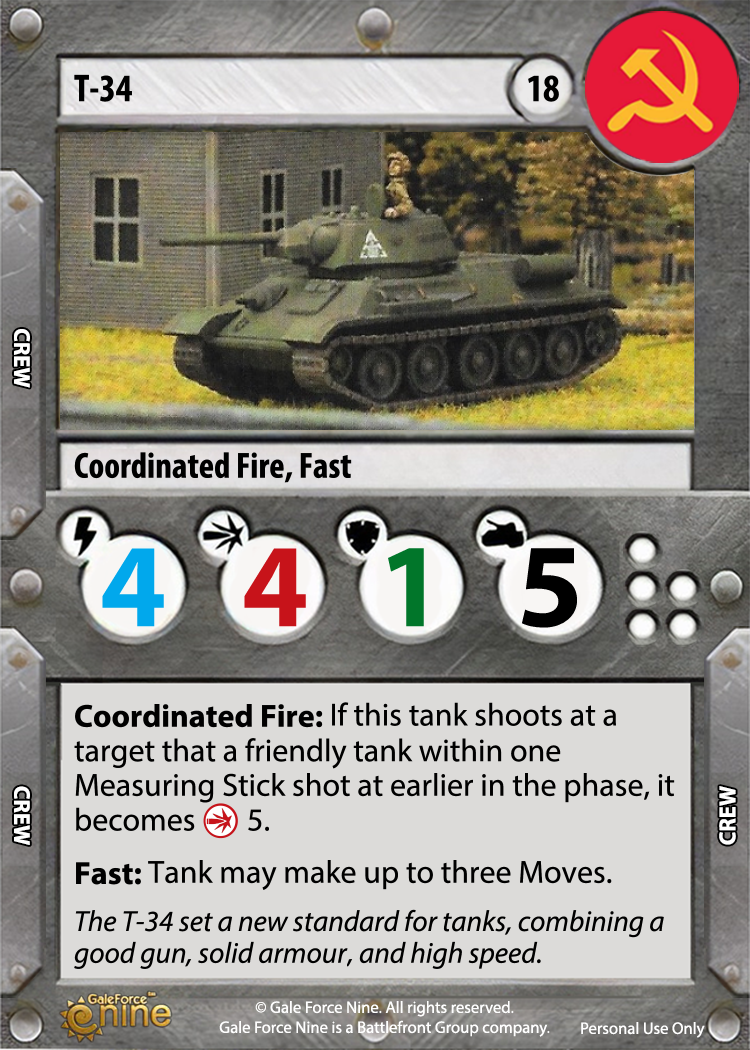 T-34
18
CREW
Coordinated Fire, Fast
4 4 1 5
Coordinated Fire: If this tank shoots at a
target that a friendly tank within one
Measuring Stick shot at earlier in the phase, it
becomes 5.
Fast: Tank may make up to three Moves.
The T-34 set a new standard for tanks, combining a
good gun, solid armour, and high speed.
CREW
CREW
GaleForce™
nine
© Gale Force Nine. All rights reserved.
Gale Force Nine is a Battlefront Group company.
Personal Use Only